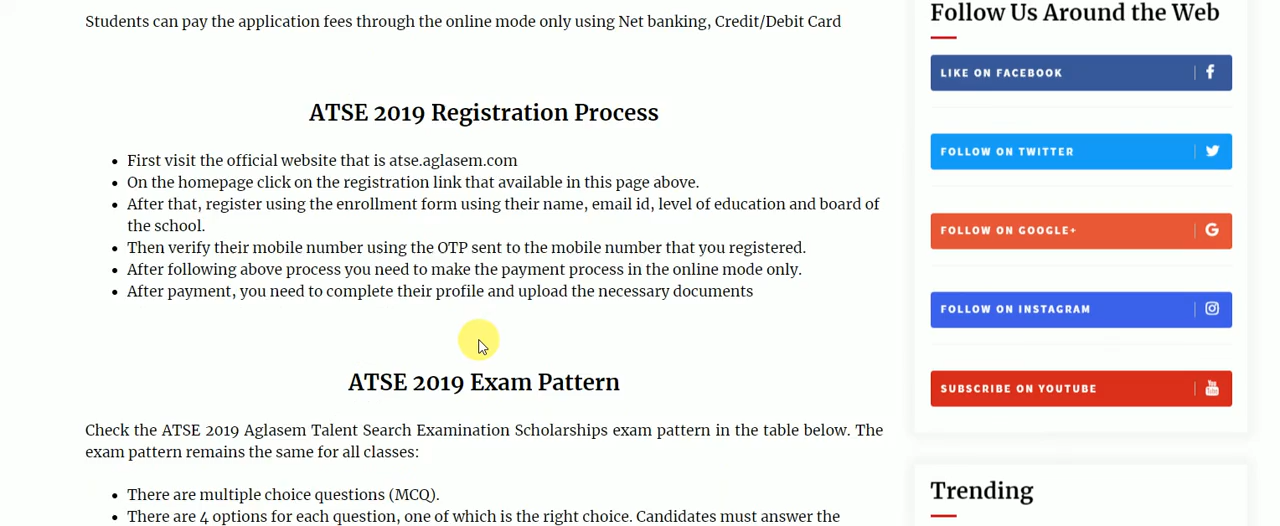 Students can pay the application fees through the online mode only using Net banking, Credit/Debit Card
ATSE 2019 Registration Process
• First visit the official website that is atse.aglasem.com
• On the homepage click on the registration link that available in this page above.
• After that, register using the enrollment form using their name, email id, level of education and board of
the school.
• Then verify their mobile number using the OTP sent to the mobile number that you registered.
• After following above process you need to make the payment process in the online mode only.
• After payment, you need to complete their profile and upload the necessary documents
ATSE 2019 Exam Pattern
Check the ATSE 2019 Aglasem Talent Search Examination Scholarships exam pattern in the table below. The
exam pattern remains the same for all classes:
• There are multiple choice questions (MCQ).
• There are 4 options for each question, one of which is the right choice. Candidates must answer the
Follow Us Around the Web
LIKE ON FACEBOOK
FOLLOW ON TWITTER
FOLLOW ON GOOGLE+
FOLLOW ON INSTAGRAM
SUBSCRIBE ON YOUTUBE
Trending